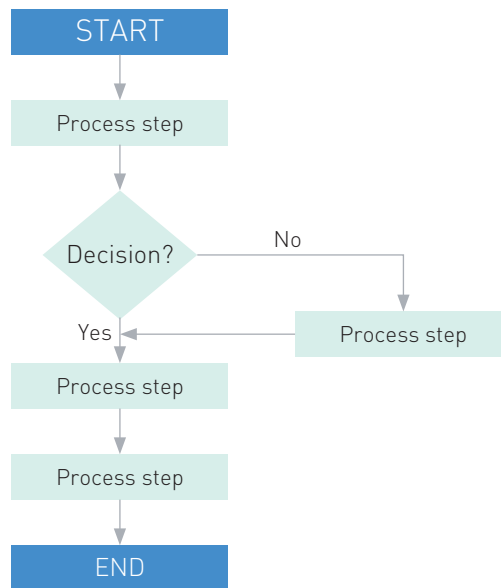 START
Process step
Decision?
No
Yes
Process step
Process step
Process step
END